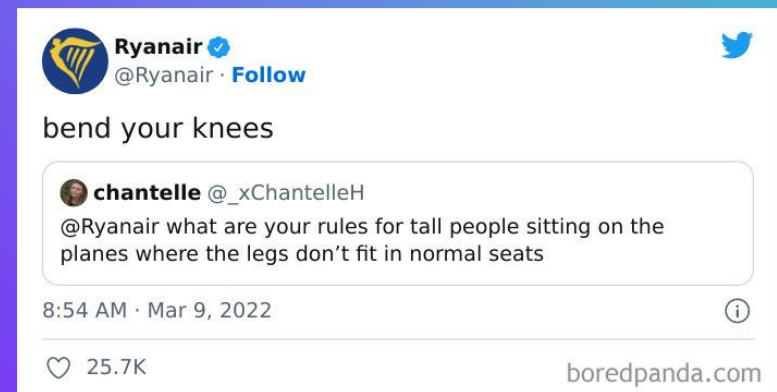 Ryanair
@Ryanair · Follow
bend your knees
chantelle @_xChantelleH
@Ryanair what are your rules for tall people sitting on the
planes where the legs don’t fit in normal seats
8:54 AM · Mar 9, 2022
25.7K
boredpanda.com